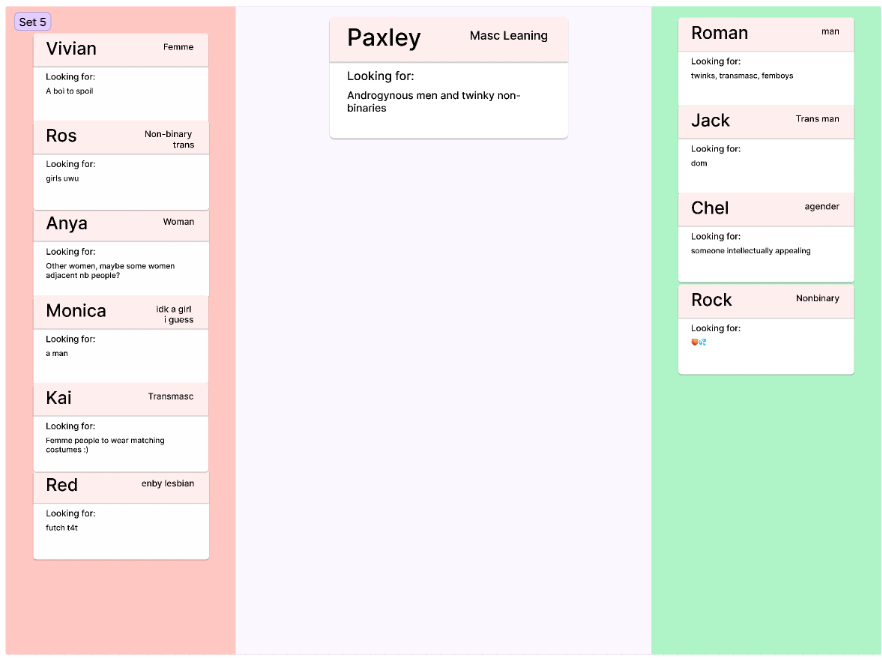 Set 5
Vivian
Femme
Looking for:
A boi to spoil
Ros
Non-binary
trans
Looking for:
girls uwu
Anya
Woman
Looking for:
Other women, maybe some women
adjacent nb people?
Monica
idk a girl
i guess
Looking for:
a man
Kai
Transmasc
Looking for:
Femme people to wear matching
costumes :)
Red
enby lesbian
Looking for:
futch t4t
Paxley
Masc Leaning
Looking for:
Androgynous men and twinky non-
binaries
Roman
man
Looking for:
twinks, transmasc, femboys
Jack
Trans man
Looking for:
dom
Chel
agender
Looking for:
someone intellectually appealing
Rock
Nonbinary
Looking for:
🍑💦